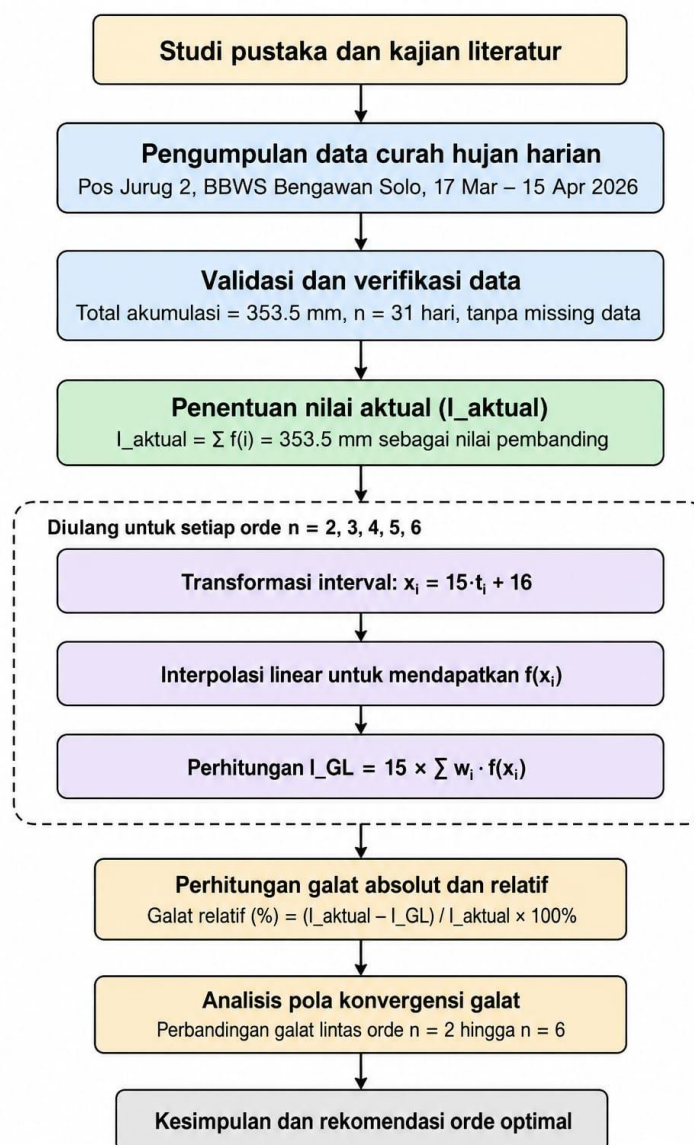 Studi pustaka dan kajian literatur
Pengumpulan data curah hujan harian
Pos Jurug 2, BBWS Bengawan Solo, 17 Mar – 15 Apr 2026
Validasi dan verifikasi data
Total akumulasi = 353.5 mm, n = 31 hari, tanpa missing data
Penentuan nilai aktual (I_aktual)
I_aktual = Σ f(i) = 353.5 mm sebagai nilai pembanding
Diulang untuk setiap orde n = 2, 3, 4, 5, 6
Transformasi interval: xᵢ = 15·tᵢ + 16
Interpolasi linear untuk mendapatkan f(xᵢ)
Perhitungan I_GL = 15 × ∑ wᵢ · f(xᵢ)
Perhitungan galat absolut dan relatif
Galat relatif (%) = (I_aktual – I_GL) / I_aktual × 100%
Analisis pola konvergensi galat
Perbandingan galat lintas orde n = 2 hingga n = 6
Kesimpulan dan rekomendasi orde optimal